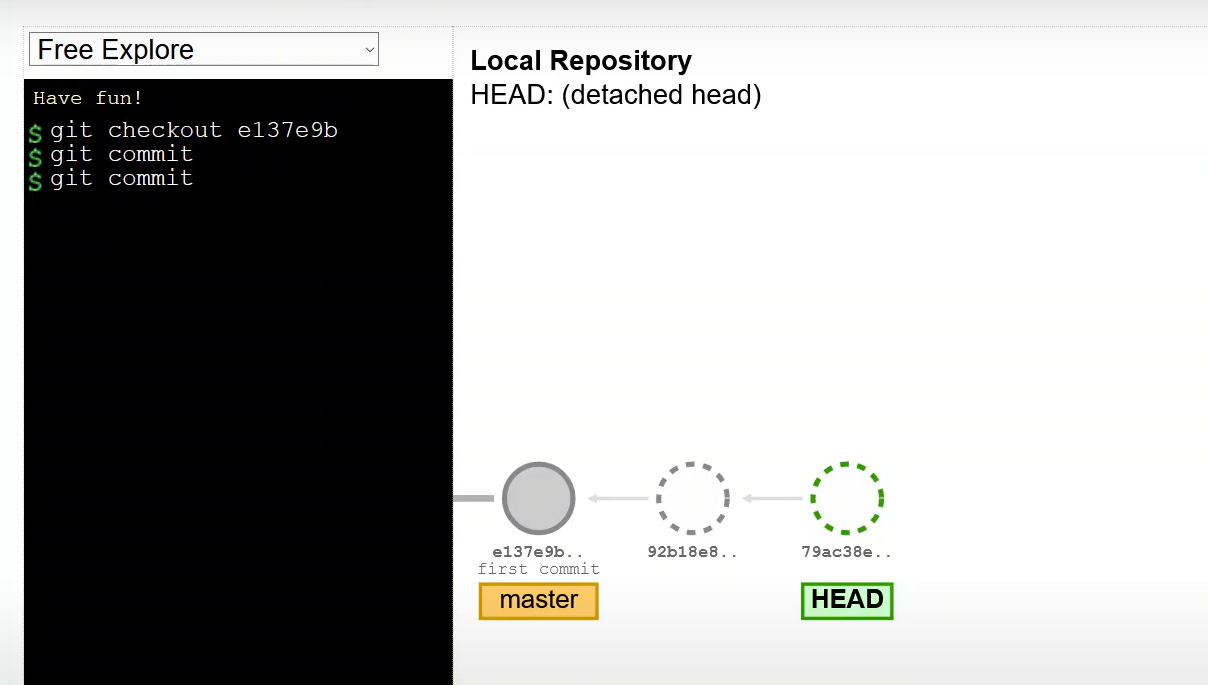 Free Explore
Have fun!
$ git checkout e137e9b
$ git commit
$ git commit
Local Repository
HEAD: (detached head)
e137e9b..
first commit
master
92b18e8..
79ac38e..
HEAD